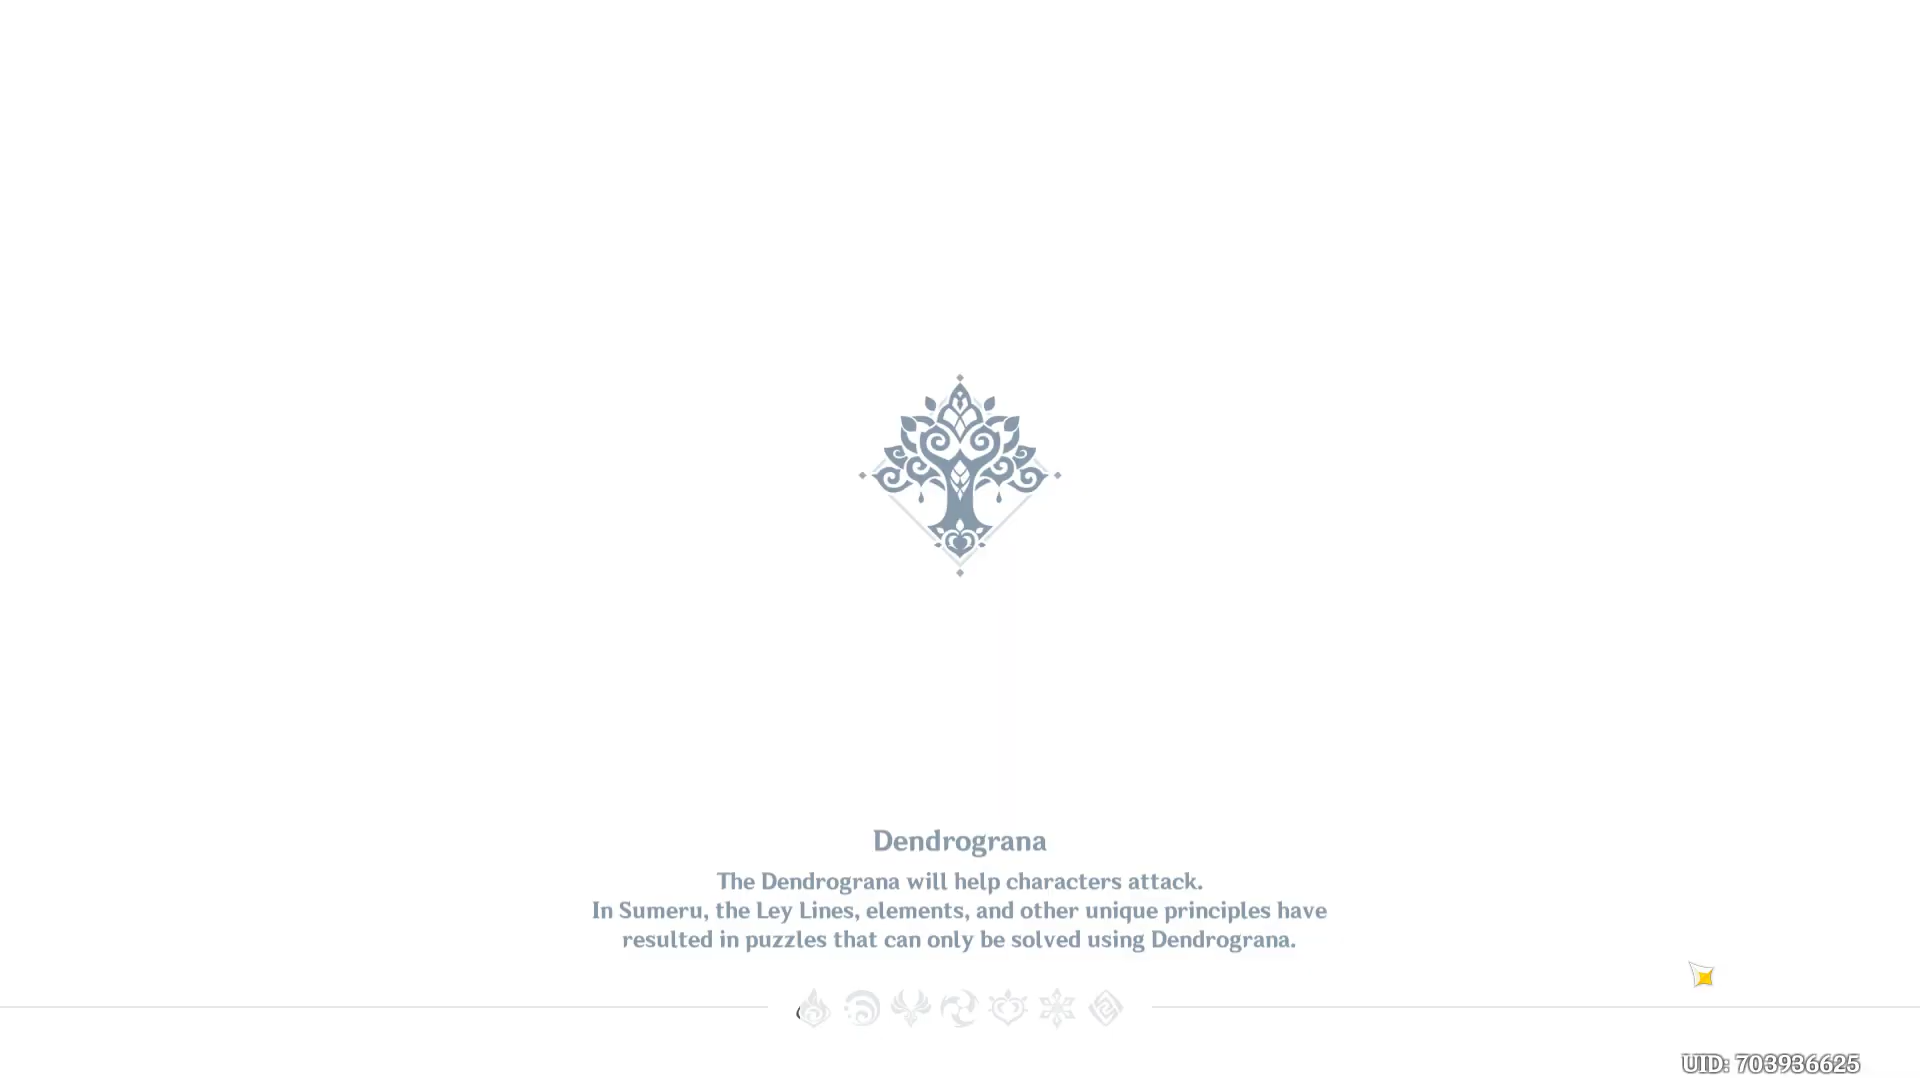 Dendrograna
The Dendrograna will help characters attack.
In Sumeru, the Ley Lines, elements, and other unique principles have
resulted in puzzles that can only be solved using Dendrograna.
UID: 703936625